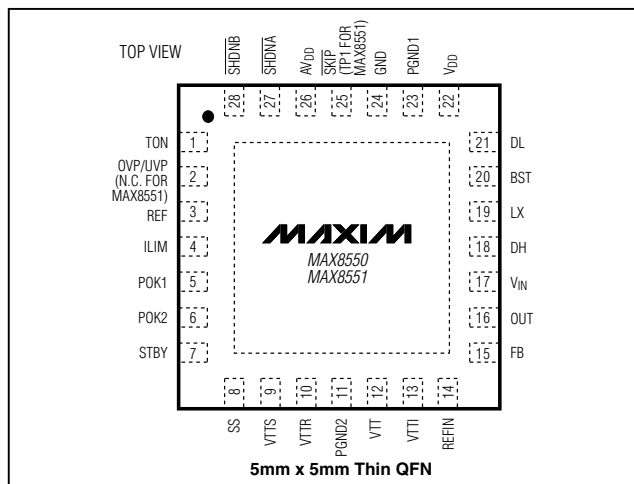 TOP VIEW
SHDNB
SHDNA
AVDD
SKIP
(TP1 FOR
MAX8551)
GND
PGND1
VDD
28
27
26
25
24
23
22
TON
1
OVP/UVP
(N.C. FOR
MAX8551)
2
REF
3
ILIM
4
POK1
5
POK2
6
STBY
7
MAXIM
MAX8550
MAX8551
21
DL
20
BST
19
LX
18
DH
17
VIN
16
OUT
15
FB
8
9
10
11
12
13
14
SS
VTTS
VTTR
PGND2
VTT
VTTI
REFIN
5mm x 5mm Thin QFN